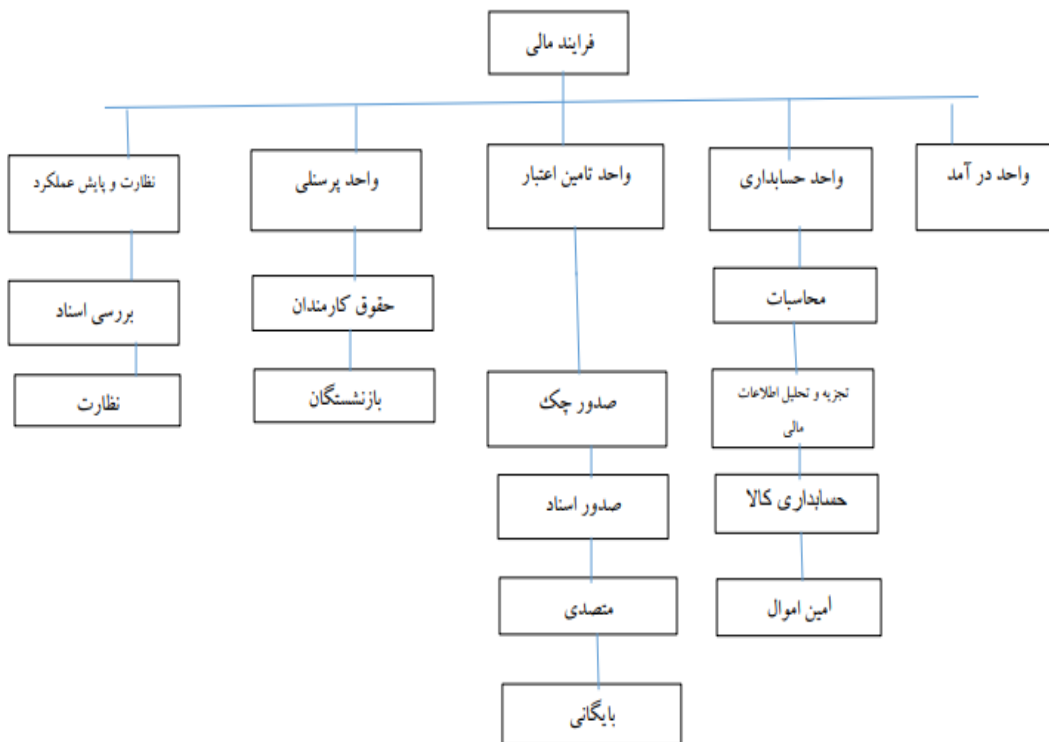 فرایند مالی
واحد در آمد
واحد حسابداری
واحد تامین اعتبار
واحد پرسنلی
نظارت و پایش عملکرد
محاسبات
تجزیه و تحلیل اطلاعات
مالی
حسابداری کالا
امین اموال
صدور چک
صدور اسناد
متصدی
بایگانی
حقوق کارمندان
بازنشستگان
بررسی اسناد
نظارت